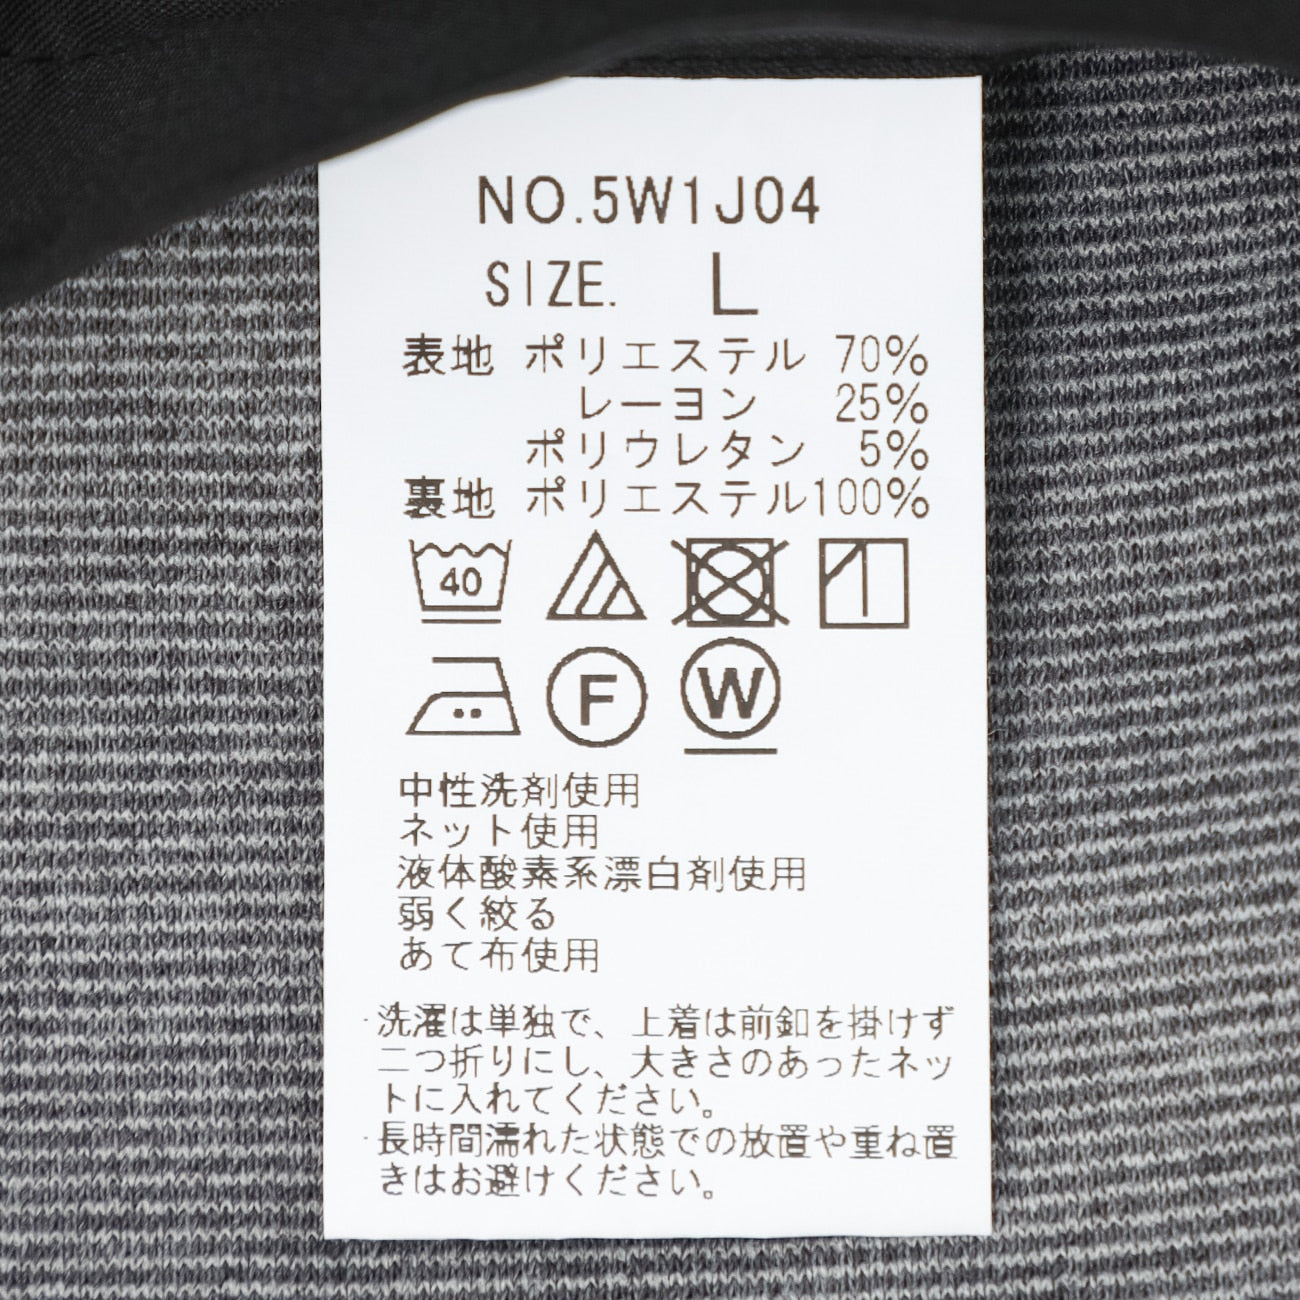 NO.5W1J04
SIZE. L
表地 ポリエステル 70%
レーヨン 25%
ポリウレタン 5%
裏地 ポリエステル100%
40
F W
中性洗剤使用
ネット使用
液体酸素系漂白剤使用
弱く絞る
あて布使用
・洗濯は単独で、上着は前釦を掛けず
二つ折りにし、大きさのあったネッ
トに入れてください。
・長時間濡れた状態での放置や重ね置
きはお避けください。